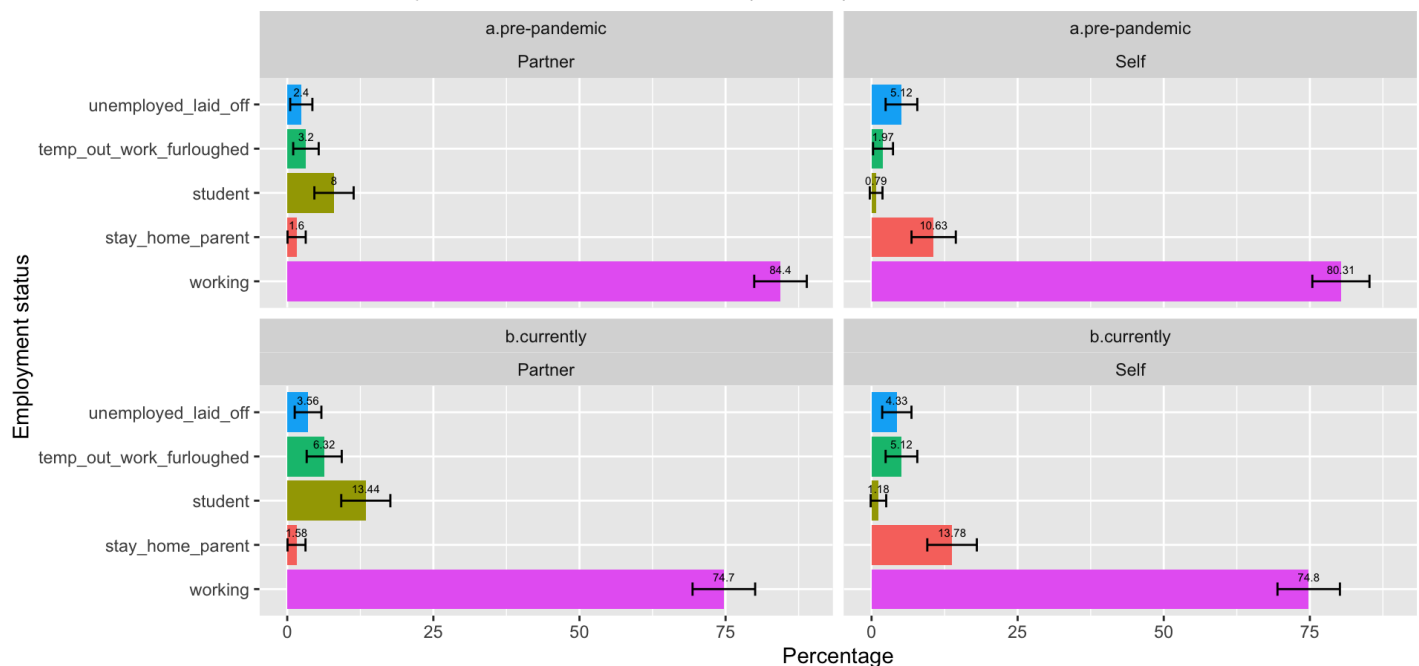 a.pre-pandemic
Partner
a.pre-pandemic
Self
Employment status
unemployed_laid_off
2.4
5.12
temp_out_work_furloughed
3.2
1.97
student
8
0.79
stay_home_parent
1.6
10.63
working
84.4
80.31
b.currently
Partner
b.currently
Self
unemployed_laid_off
3.56
4.33
temp_out_work_furloughed
6.32
5.12
student
13.44
1.18
stay_home_parent
1.58
13.78
working
74.7
74.8
0
25
50
75
0
25
50
75
Percentage